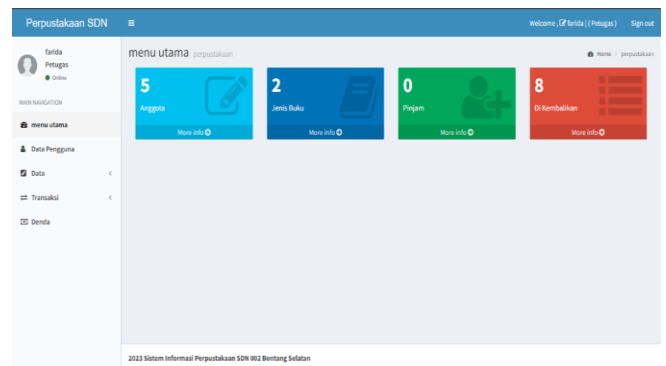 Perpustakaan SDN
Welcome , farida | ( Petugas ) Sign out
farida
Petugas
Online
MAIN NAVIGATION
menu utama
Data Pengguna
Data
Transaksi
Denda
menu utama perpustakaan
Home > perpustakaan
5
Anggota
More info
2
Jenis Buku
More info
0
Pinjam
More info
8
Di Kembalikan
More info
2023 Sistem Informasi Perpustakaan SDN 002 Bontang Selatan